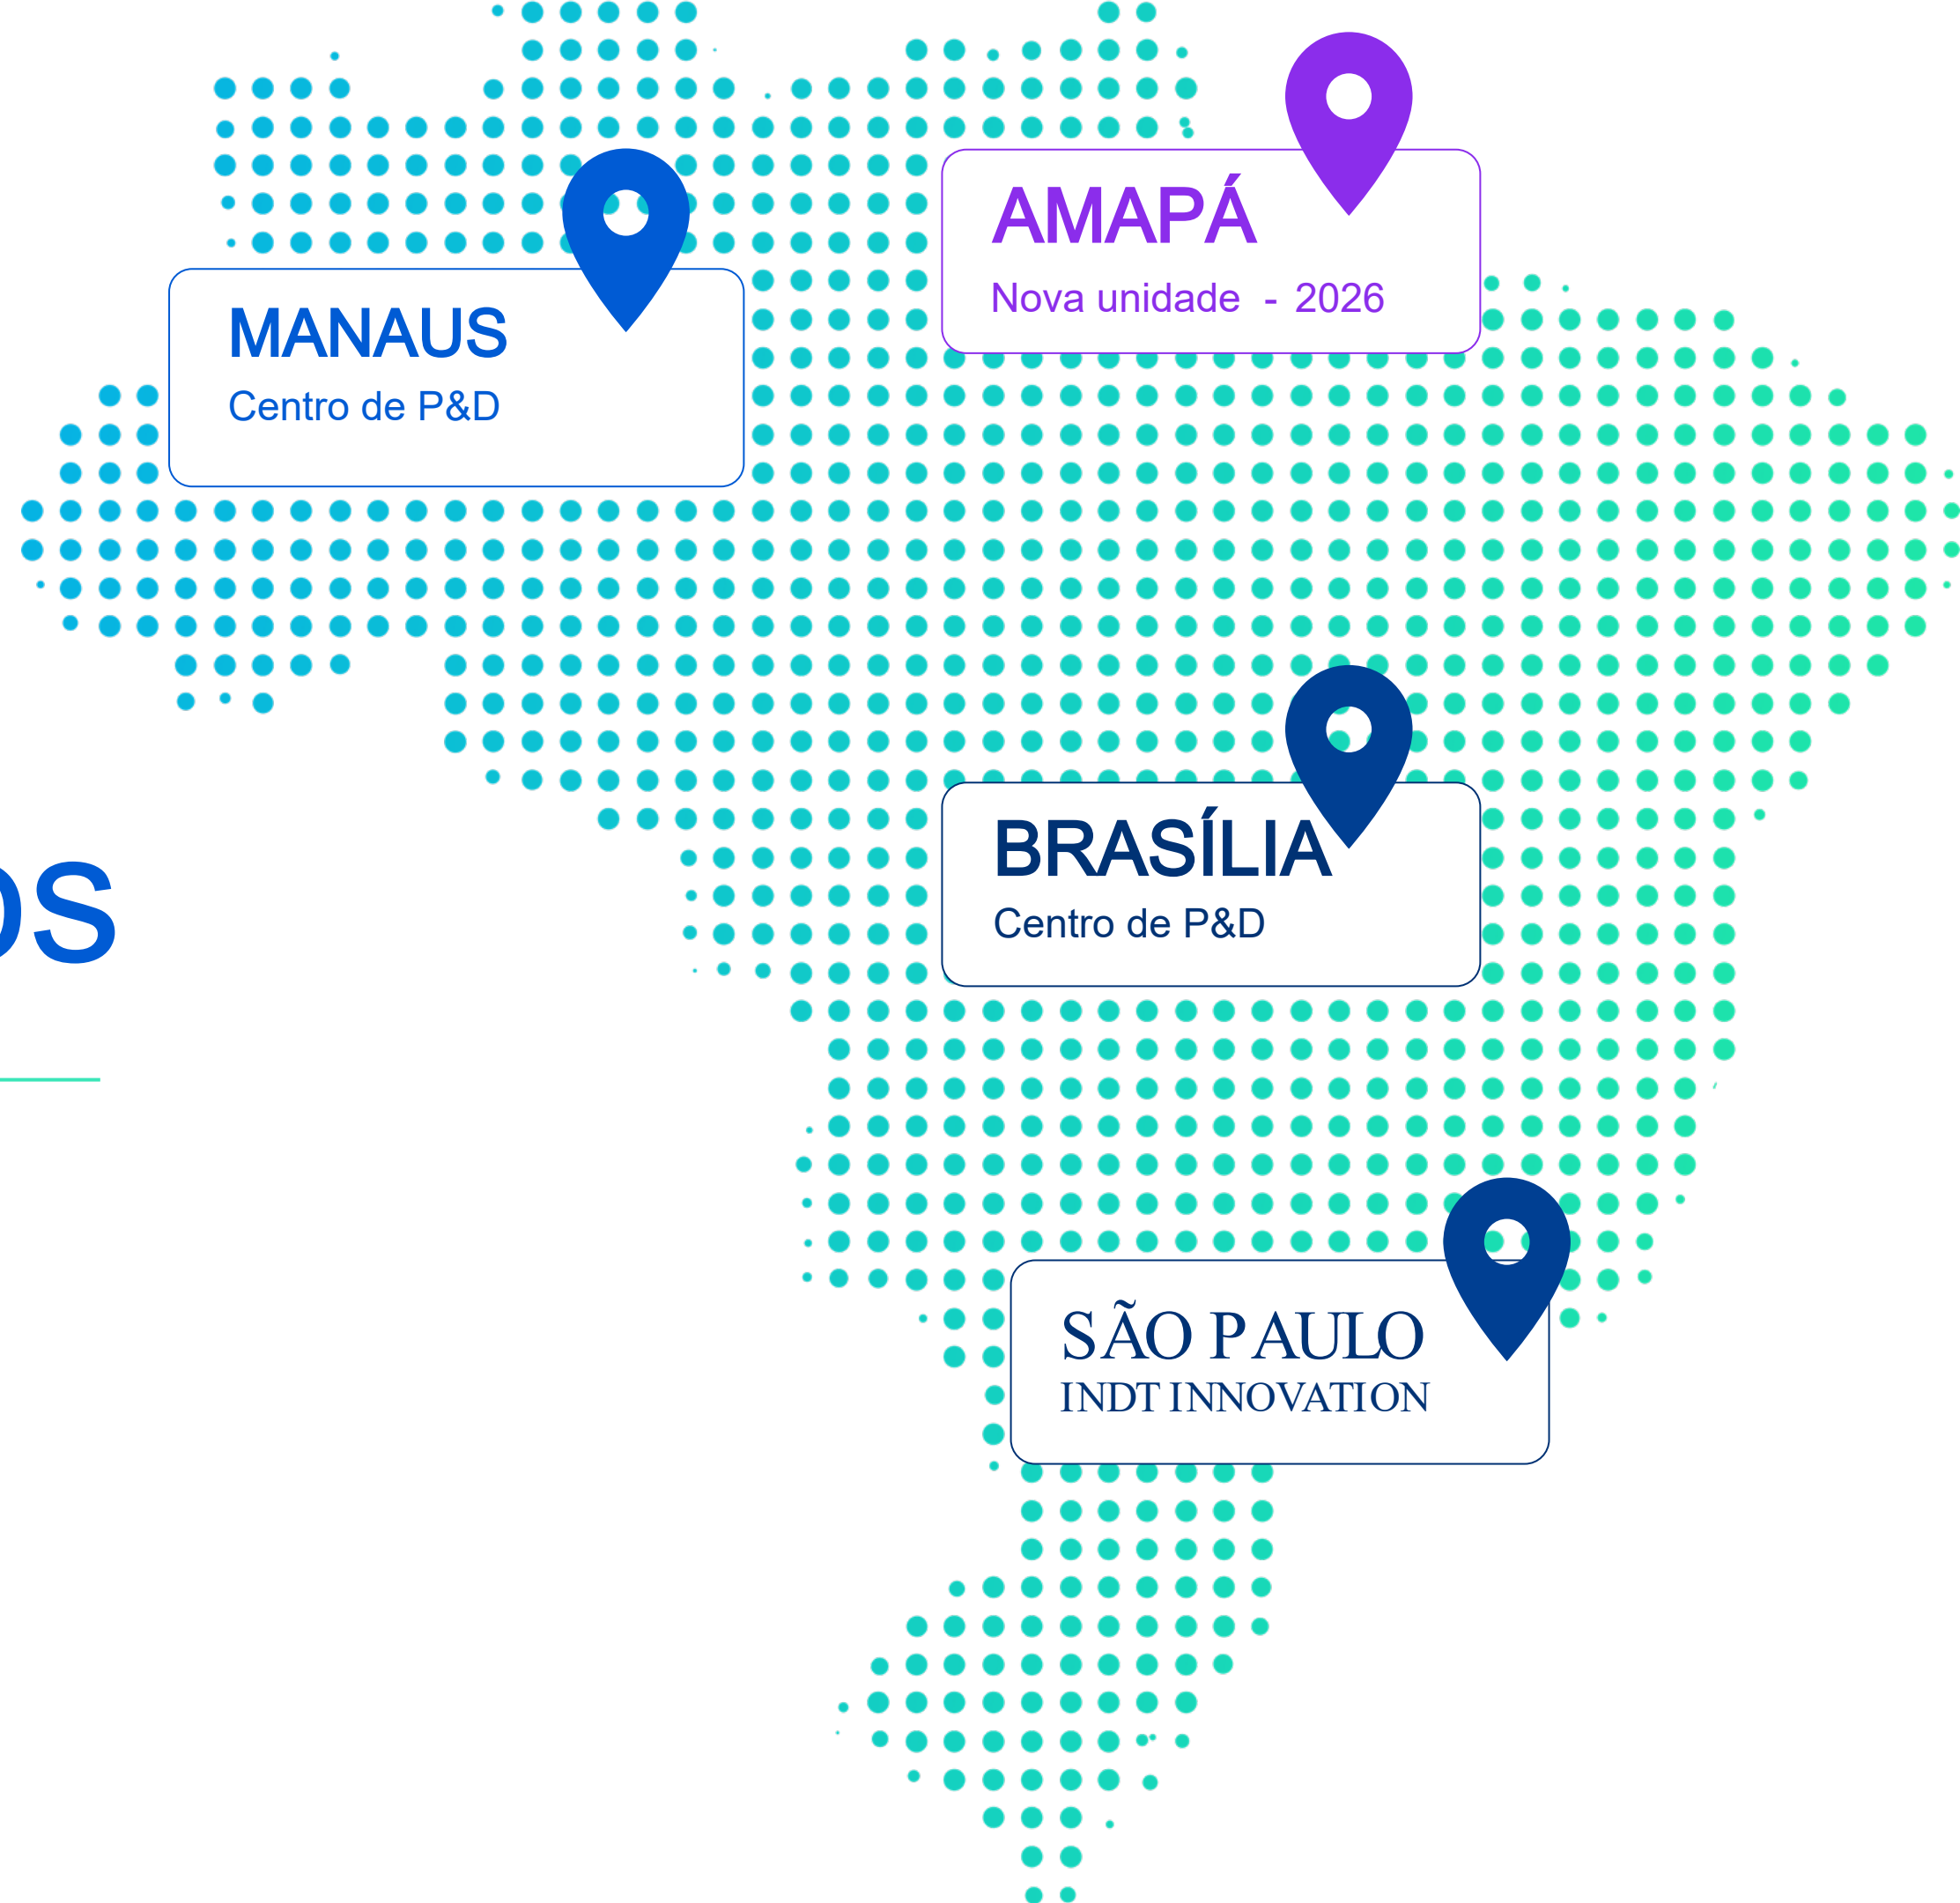 AMAPÁ
Nova unidade - 2026
MANAUS
Centro de P&D
BRASÍLIA
Centro de P&D
SÃO PAULO
INDT INNOVATION